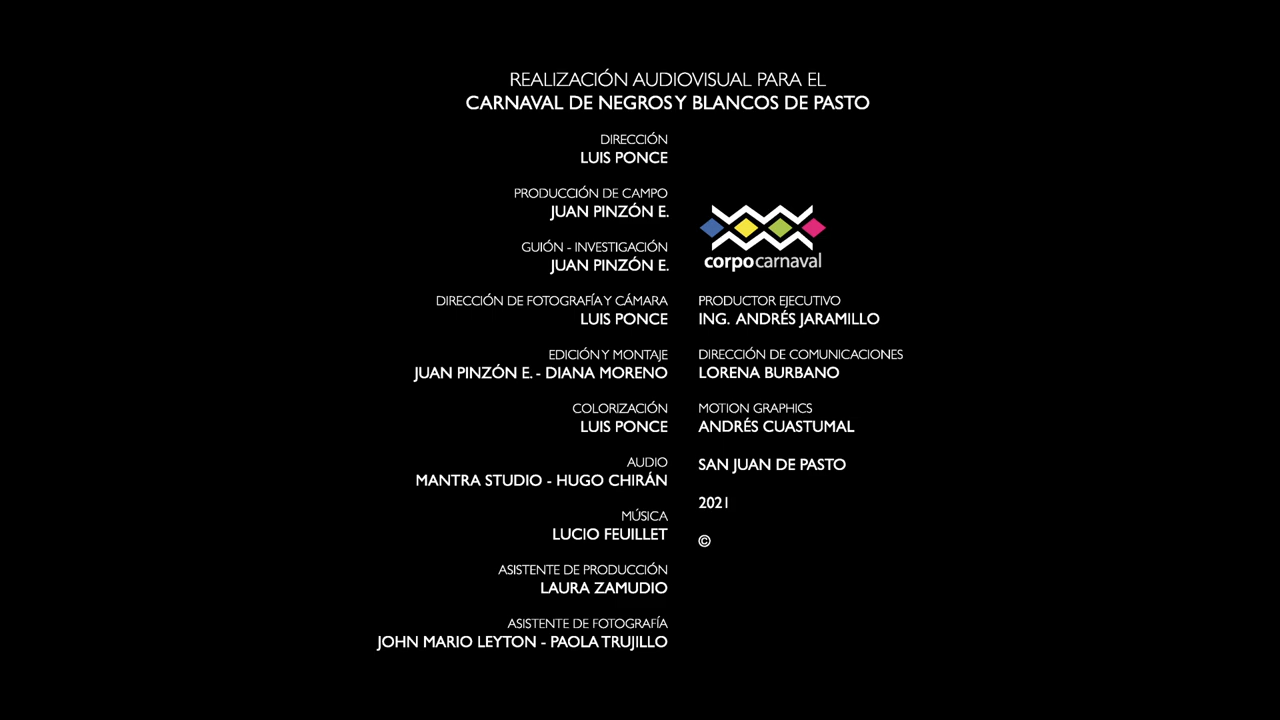 REALIZACIÓN AUDIOVISUAL PARA EL
CARNAVAL DE NEGROS Y BLANCOS DE PASTO
DIRECCIÓN
LUIS PONCE
PRODUCCIÓN DE CAMPO
JUAN PINZÓN E.
GUIÓN - INVESTIGACIÓN
JUAN PINZÓN E.
DIRECCIÓN DE FOTOGRAFÍA Y CÁMARA
LUIS PONCE
EDICIÓN Y MONTAJE
JUAN PINZÓN E. - DIANA MORENO
COLORIZACIÓN
LUIS PONCE
AUDIO
MANTRA STUDIO - HUGO CHIRÁN
MÚSICA
LUCIO FEUILLET
ASISTENTE DE PRODUCCIÓN
LAURA ZAMUDIO
ASISTENTE DE FOTOGRAFÍA
JOHN MARIO LEYTON - PAOLA TRUJILLO
corpocarnaval
PRODUCTOR EJECUTIVO
ING. ANDRÉS JARAMILLO
DIRECCIÓN DE COMUNICACIONES
LORENA BURBANO
MOTION GRAPHICS
ANDRÉS CUASTUMAL
SAN JUAN DE PASTO
2021
©